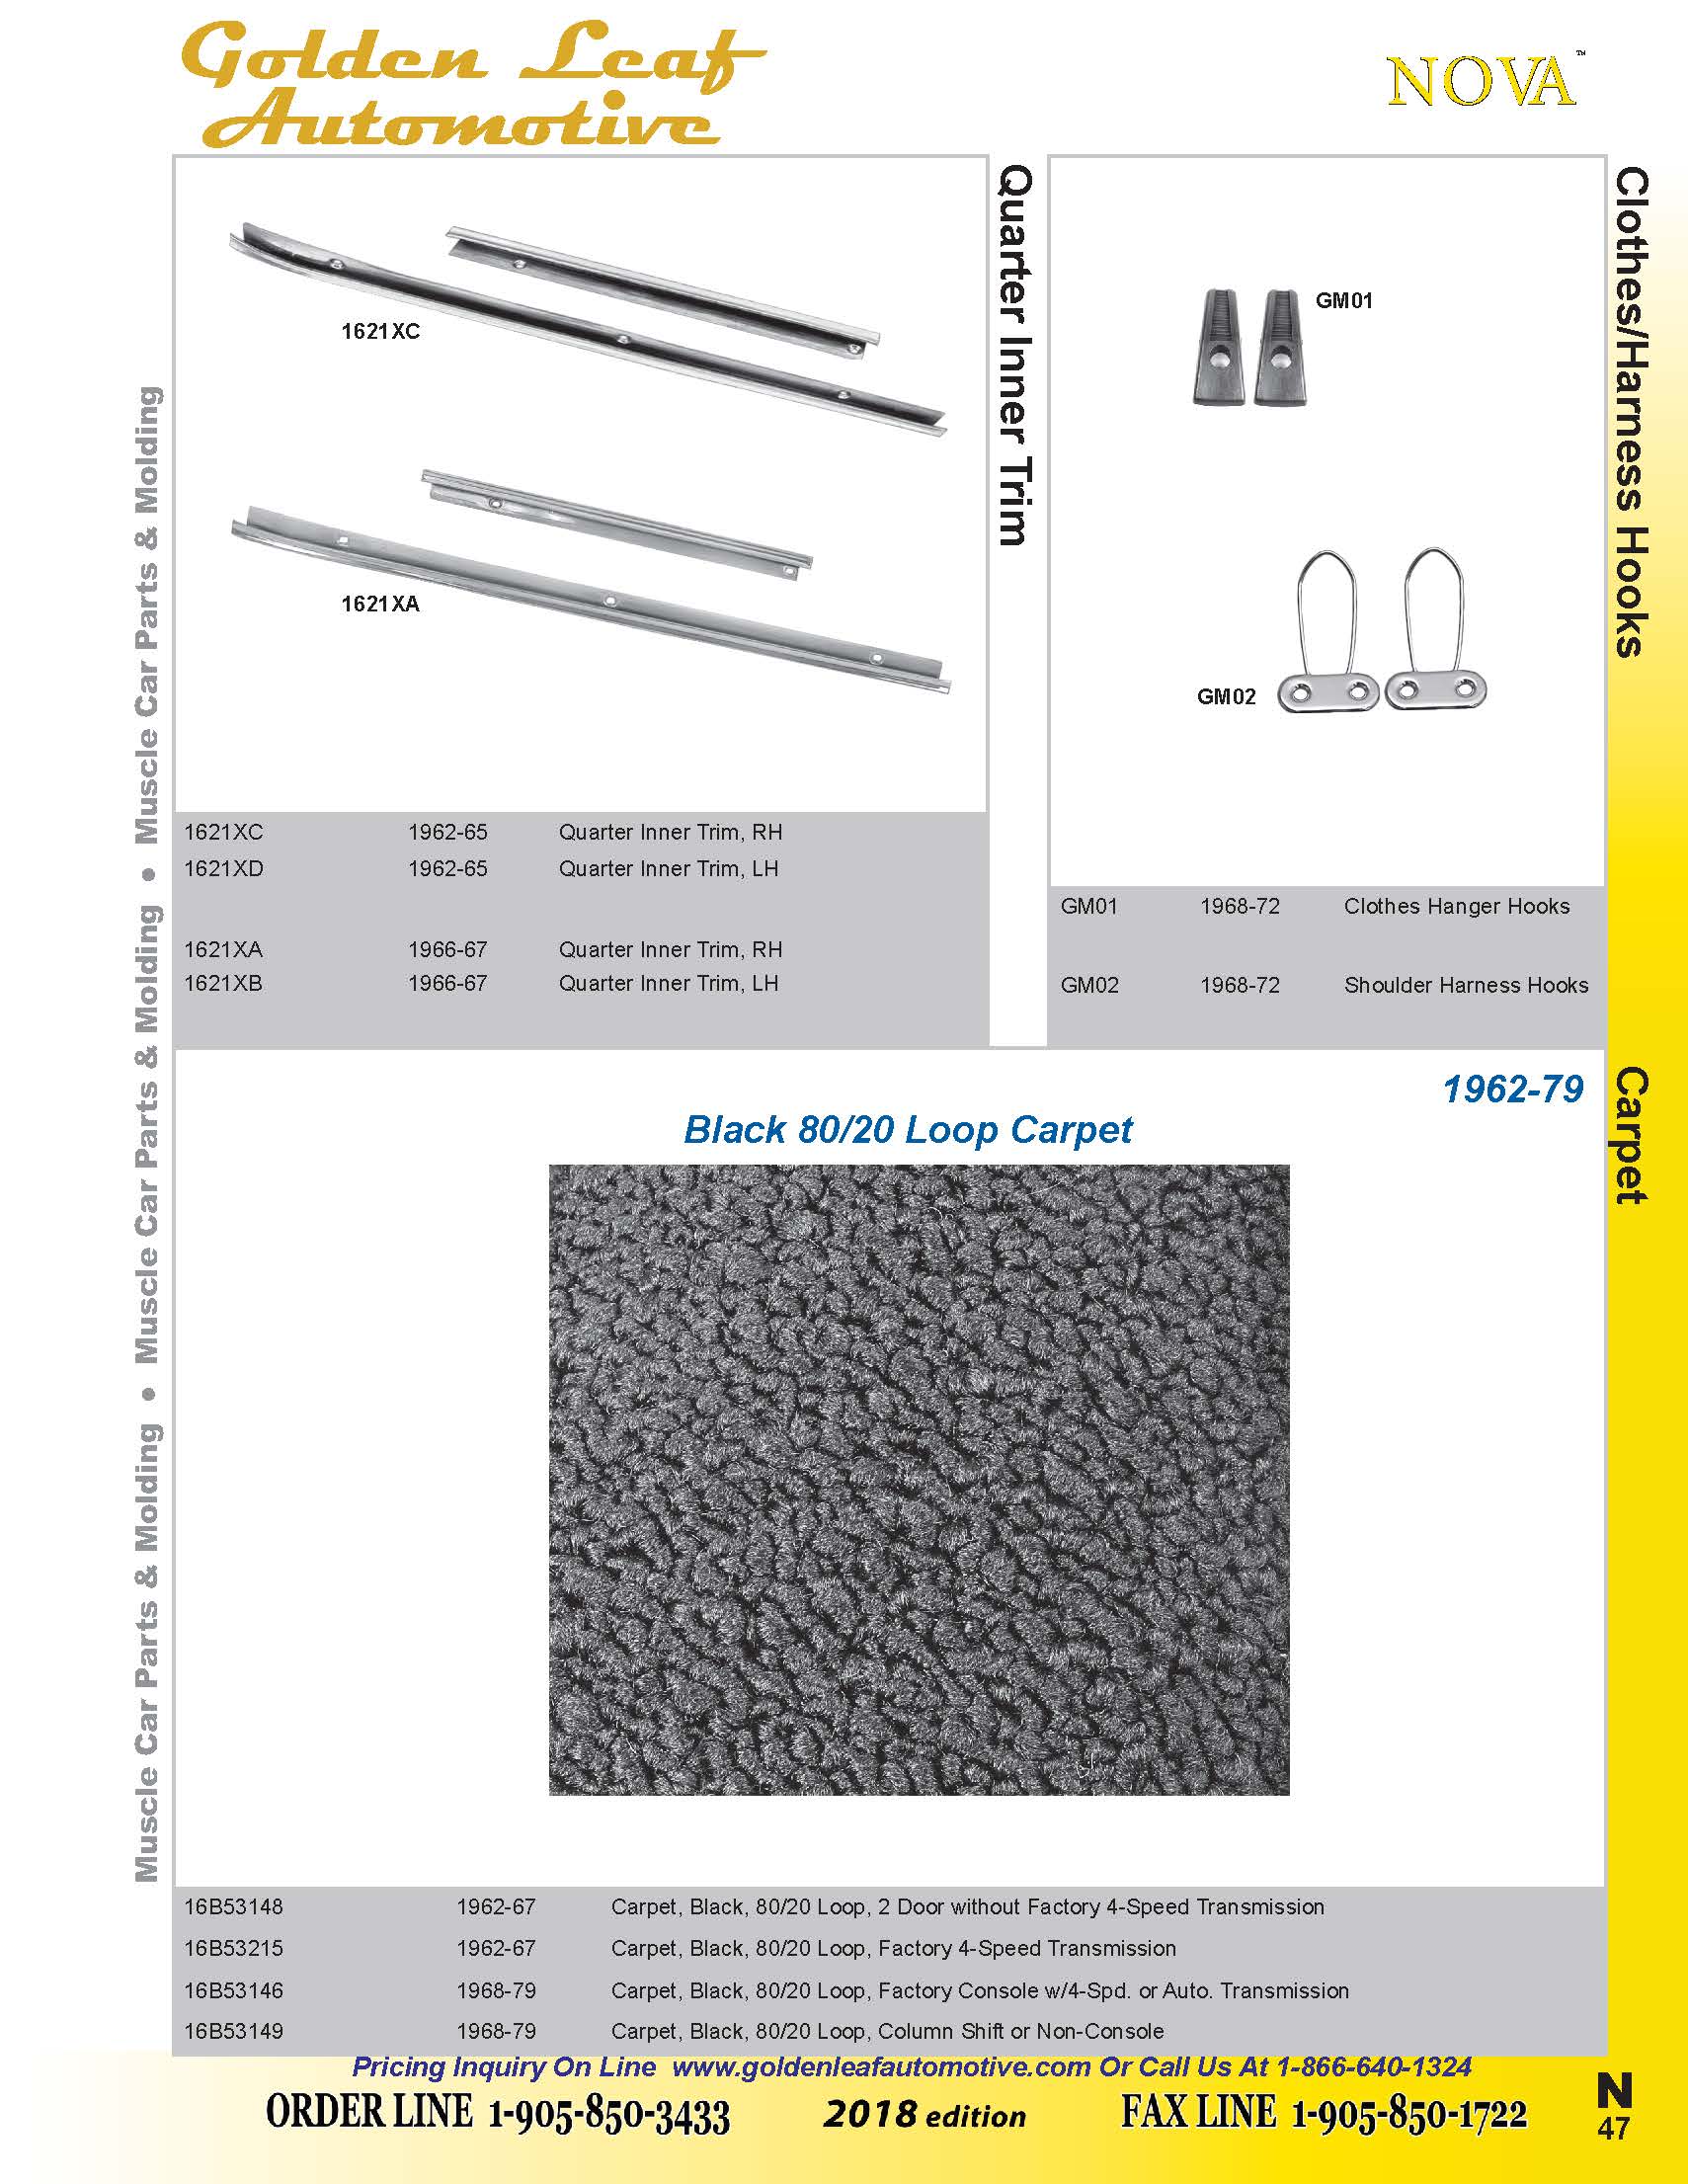 Golden Leaf
Automotive
NOVA™
Muscle Car Parts & Molding • Muscle Car Parts & Molding • Muscle Car Parts & Molding
1621XC
1621XA
Quarter Inner Trim
1621XC 1962-65 Quarter Inner Trim, RH
1621XD 1962-65 Quarter Inner Trim, LH
1621XA 1966-67 Quarter Inner Trim, RH
1621XB 1966-67 Quarter Inner Trim, LH
GM01
GM02
Clothes/Harness Hooks
GM01 1968-72 Clothes Hanger Hooks
GM02 1968-72 Shoulder Harness Hooks
1962-79
Black 80/20 Loop Carpet
Carpet
16B53148 1962-67 Carpet, Black, 80/20 Loop, 2 Door without Factory 4-Speed Transmission
16B53215 1962-67 Carpet, Black, 80/20 Loop, Factory 4-Speed Transmission
16B53146 1968-79 Carpet, Black, 80/20 Loop, Factory Console w/4-Spd. or Auto. Transmission
16B53149 1968-79 Carpet, Black, 80/20 Loop, Column Shift or Non-Console
Pricing Inquiry On Line www.goldenleafautomotive.com Or Call Us At 1-866-640-1324
ORDER LINE 1-905-850-3433 2018 edition FAX LINE 1-905-850-1722
N
47